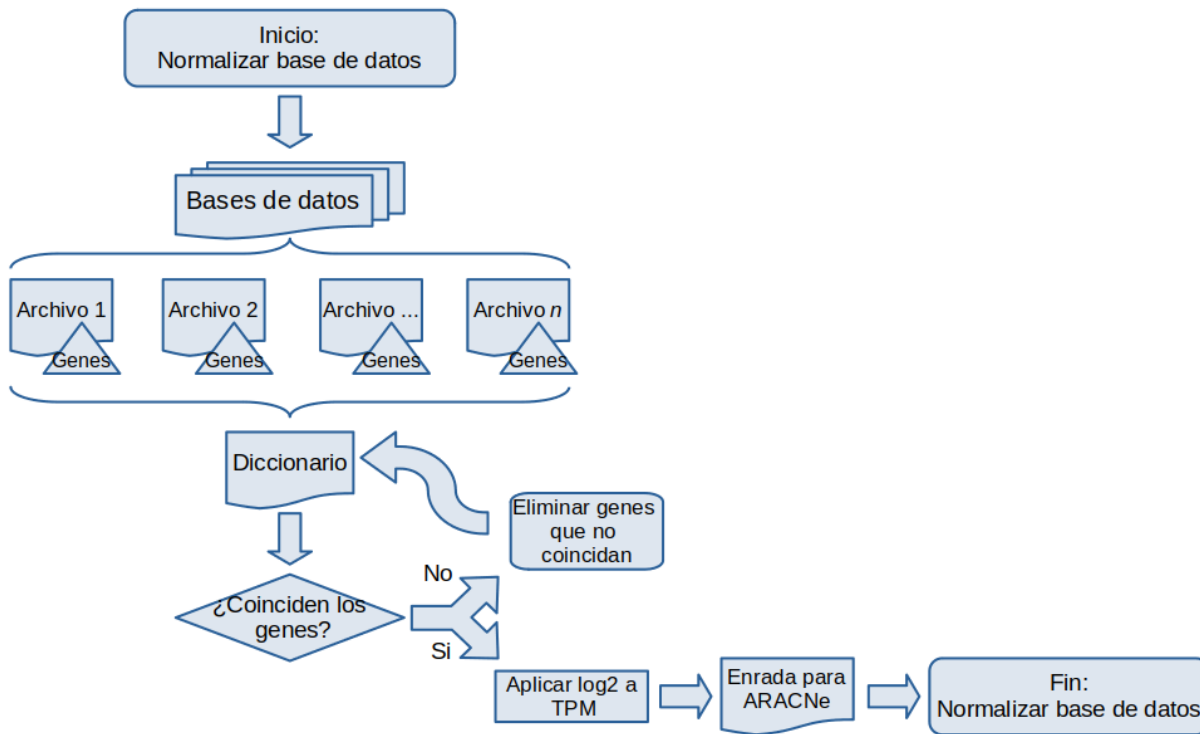 Inicio:
Normalizar base de datos
Bases de datos
Archivo 1
Genes
Archivo 2
Genes
Archivo ...
Genes
Archivo n
Genes
Diccionario
Eliminar genes
que no
coincidan
¿Coinciden los
genes?
No
Si
Aplicar log2 a
TPM
Enrada para
ARACNe
Fin:
Normalizar base de datos